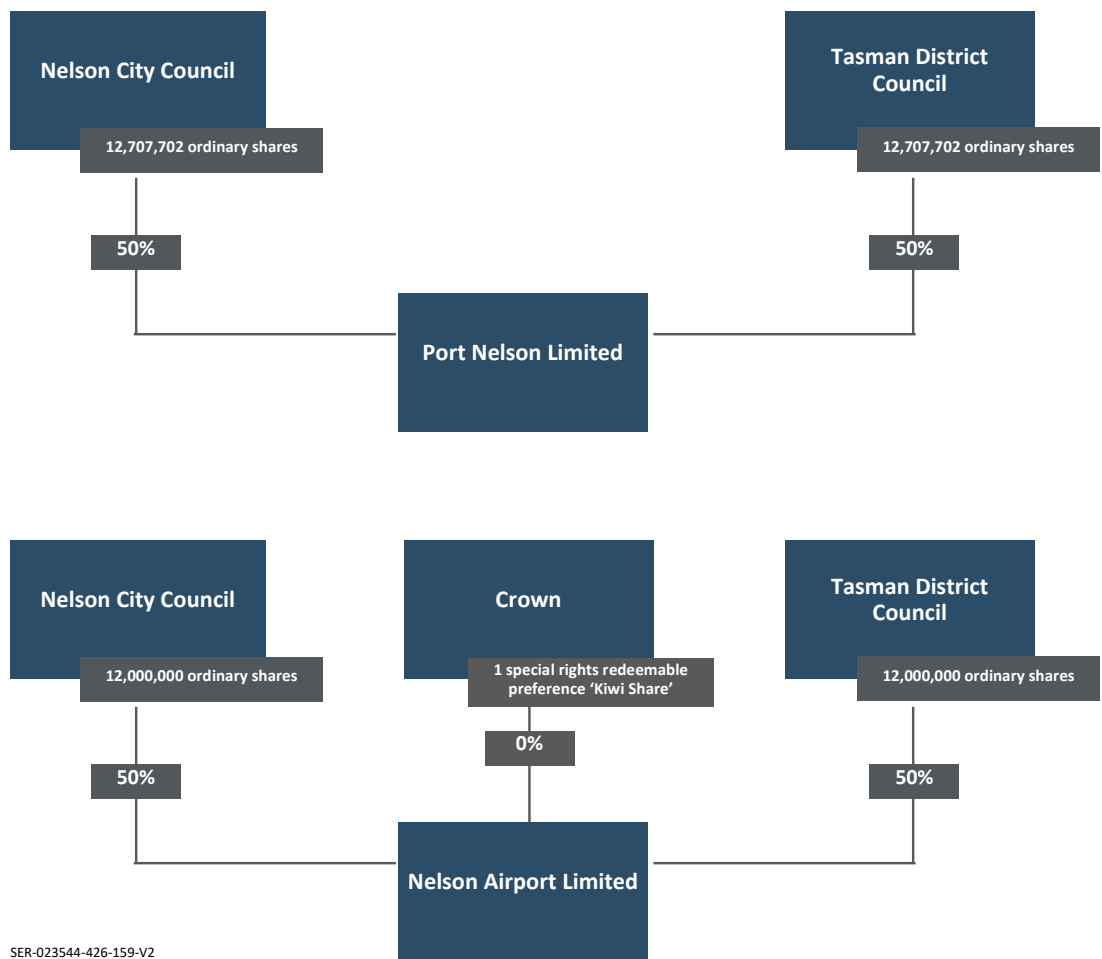 Nelson City Council
Tasman District
Council
12,707,702 ordinary shares
12,707,702 ordinary shares
50%
50%
Port Nelson Limited
Nelson City Council
Crown
Tasman District
Council
12,000,000 ordinary shares
1 special rights redeemable
preference ‘Kiwi Share’
12,000,000 ordinary shares
0%
50%
50%
Nelson Airport Limited
SER-023544-426-159-V2